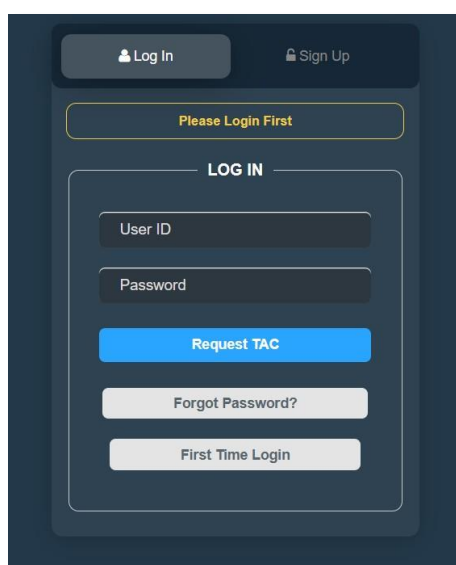 Log In
Sign Up
Please Login First
LOG IN
User ID
Password
Request TAC
Forgot Password?
First Time Login